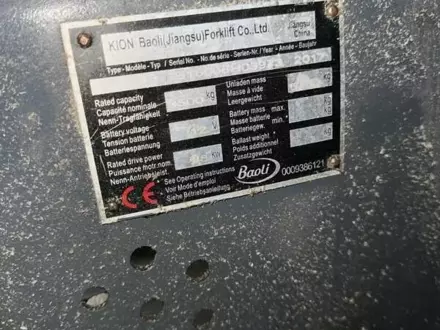 KION Baoli(Jiangsu)Forklift Co.,Ltd.
Jiangsu
China
Type - Modèle - Typ / Serial No. - No. de série - Serien-Nr. / Year - Année - Baujahr
Rated capacity
Capacité nominale
Nenn-Tragfähigkeit
kg
Unladen mass
Masse à vide
Leergewicht
kg
Battery voltage
Tension batterie
Batteriespannung
V
Battery mass max.
Masse batterie
Batteriegew. min.
kg
Rated drive power
Puissance motr.nom.
Nenn-Antriebsleist.
kW
Ballast weight
Poids additionnel
Zusatzgewicht
kg
CE
See Operating instructions
Voir Mode d'emploi
Siehe Betriebsanleitung
Baoli
0009386121